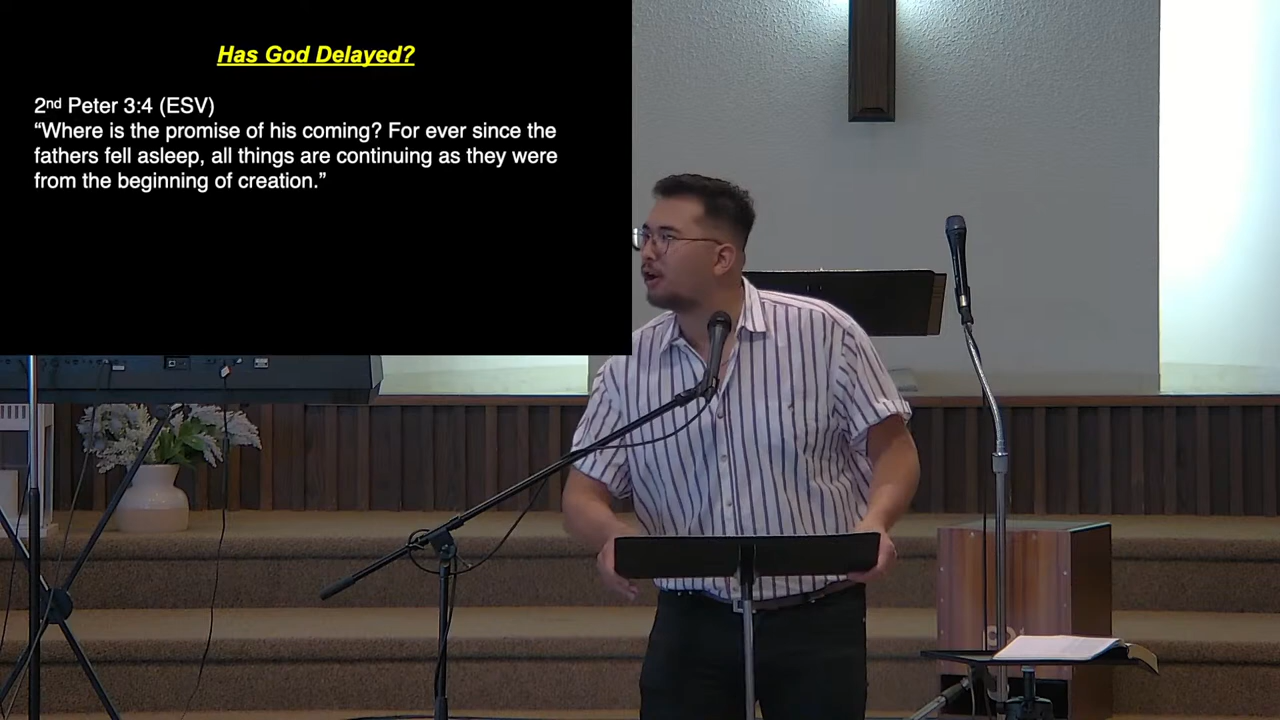 Has God Delayed?
2nd Peter 3:4 (ESV)
“Where is the promise of his coming? For ever since the
fathers fell asleep, all things are continuing as they were
from the beginning of creation.”